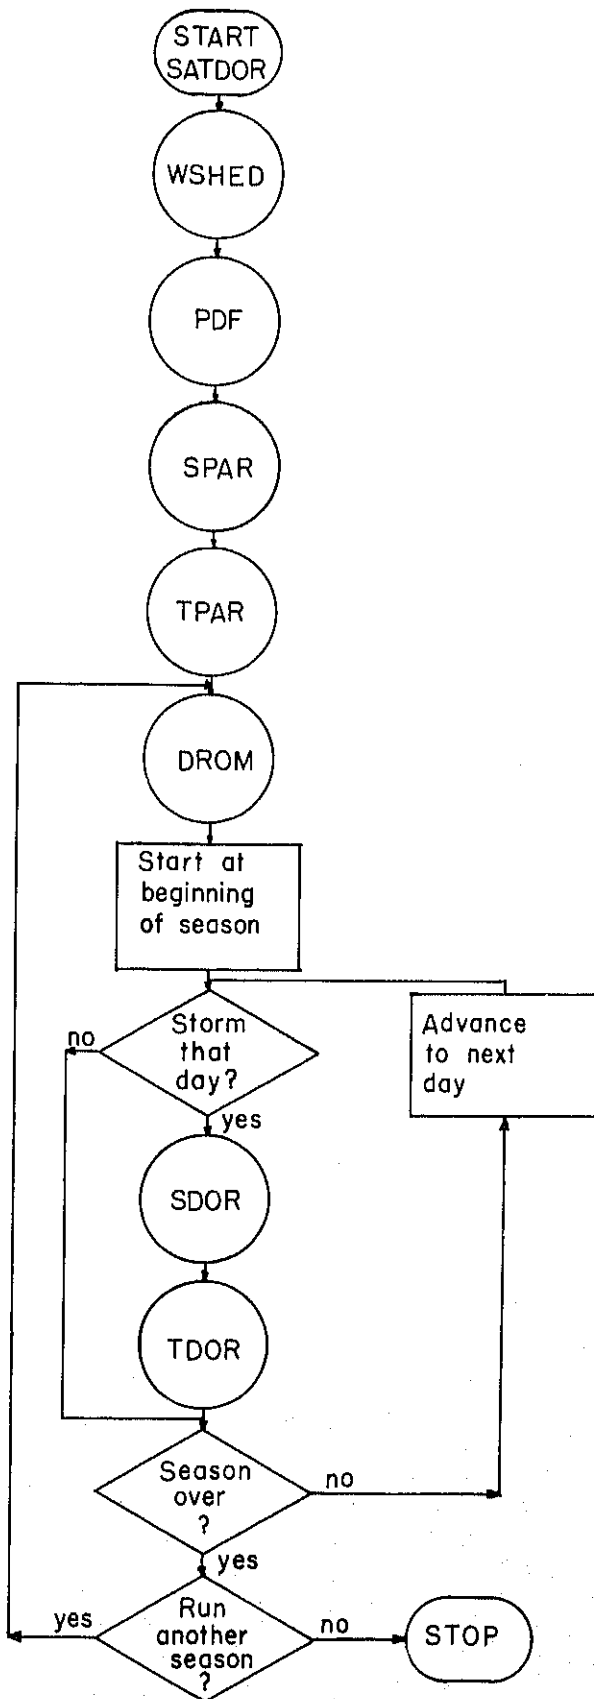 START
SATDOR
WSHED
PDF
SPAR
TPAR
DROM
Start at
beginning
of season
Storm
that
day?
no
yes
Advance
to next
day
SDOR
TDOR
Season
over
?
no
yes
Run
another
season
?
yes
no
STOP